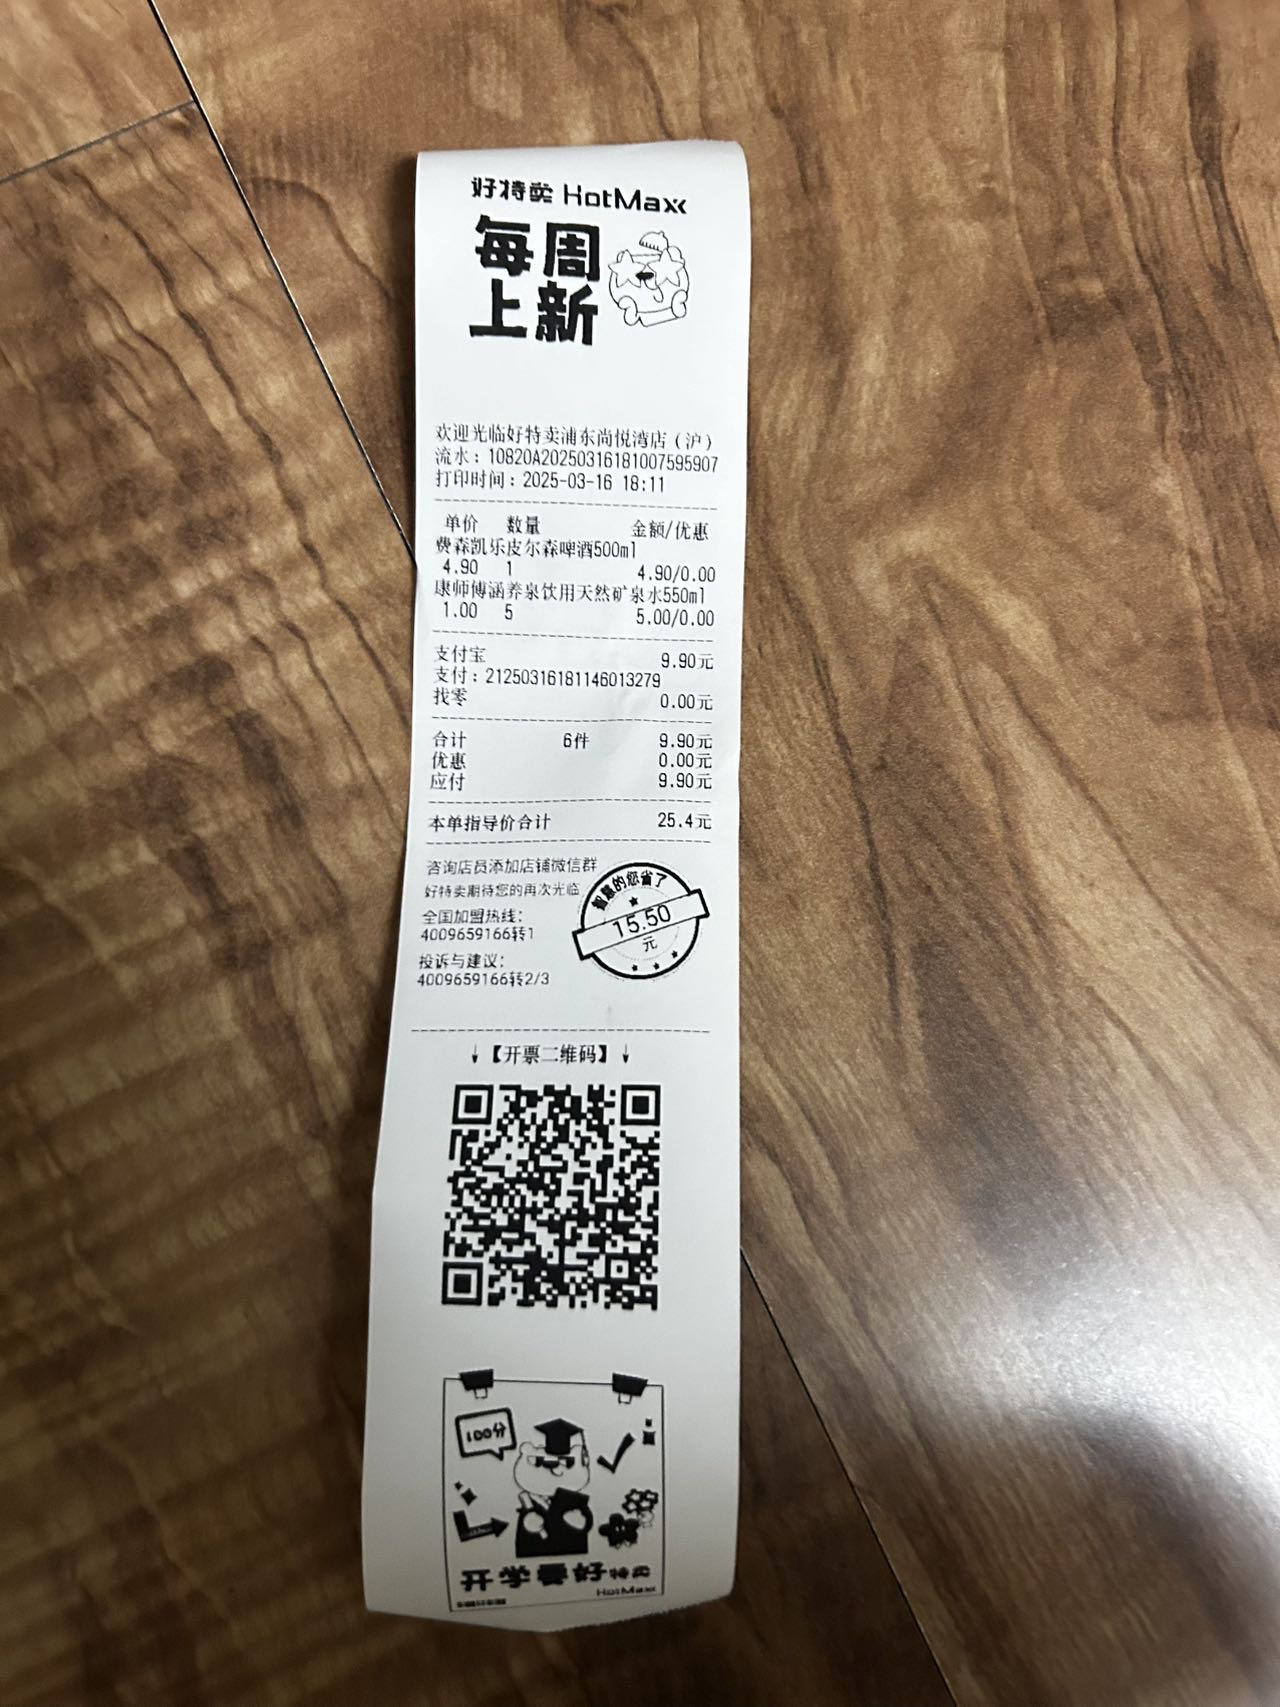 好特卖 HotMaxx
每周
上新
欢迎光临好特卖浦东尚悦湾店（沪）
流水：10820A20250316181007595907
打印时间：2025-03-16 18:11
单价 数量 金额/优惠
费森凯乐皮尔森啤酒500ml
4.90 1 4.90/0.00
康师傅涵养泉饮用天然矿泉水550ml
1.00 5 5.00/0.00
支付宝 9.90元
支付：21250316181146013279
找零 0.00元
合计 6件 9.90元
优惠 0.00元
应付 9.90元
本单指导价合计 25.4元
咨询店员添加店铺微信群
好特卖期待您的再次光临
全国加盟热线：
4009659166转1
投诉与建议：
4009659166转2/3
智慧的您省了
15.50
元
↓【开票二维码】↓
100分
开学要好特卖
HotMaxx